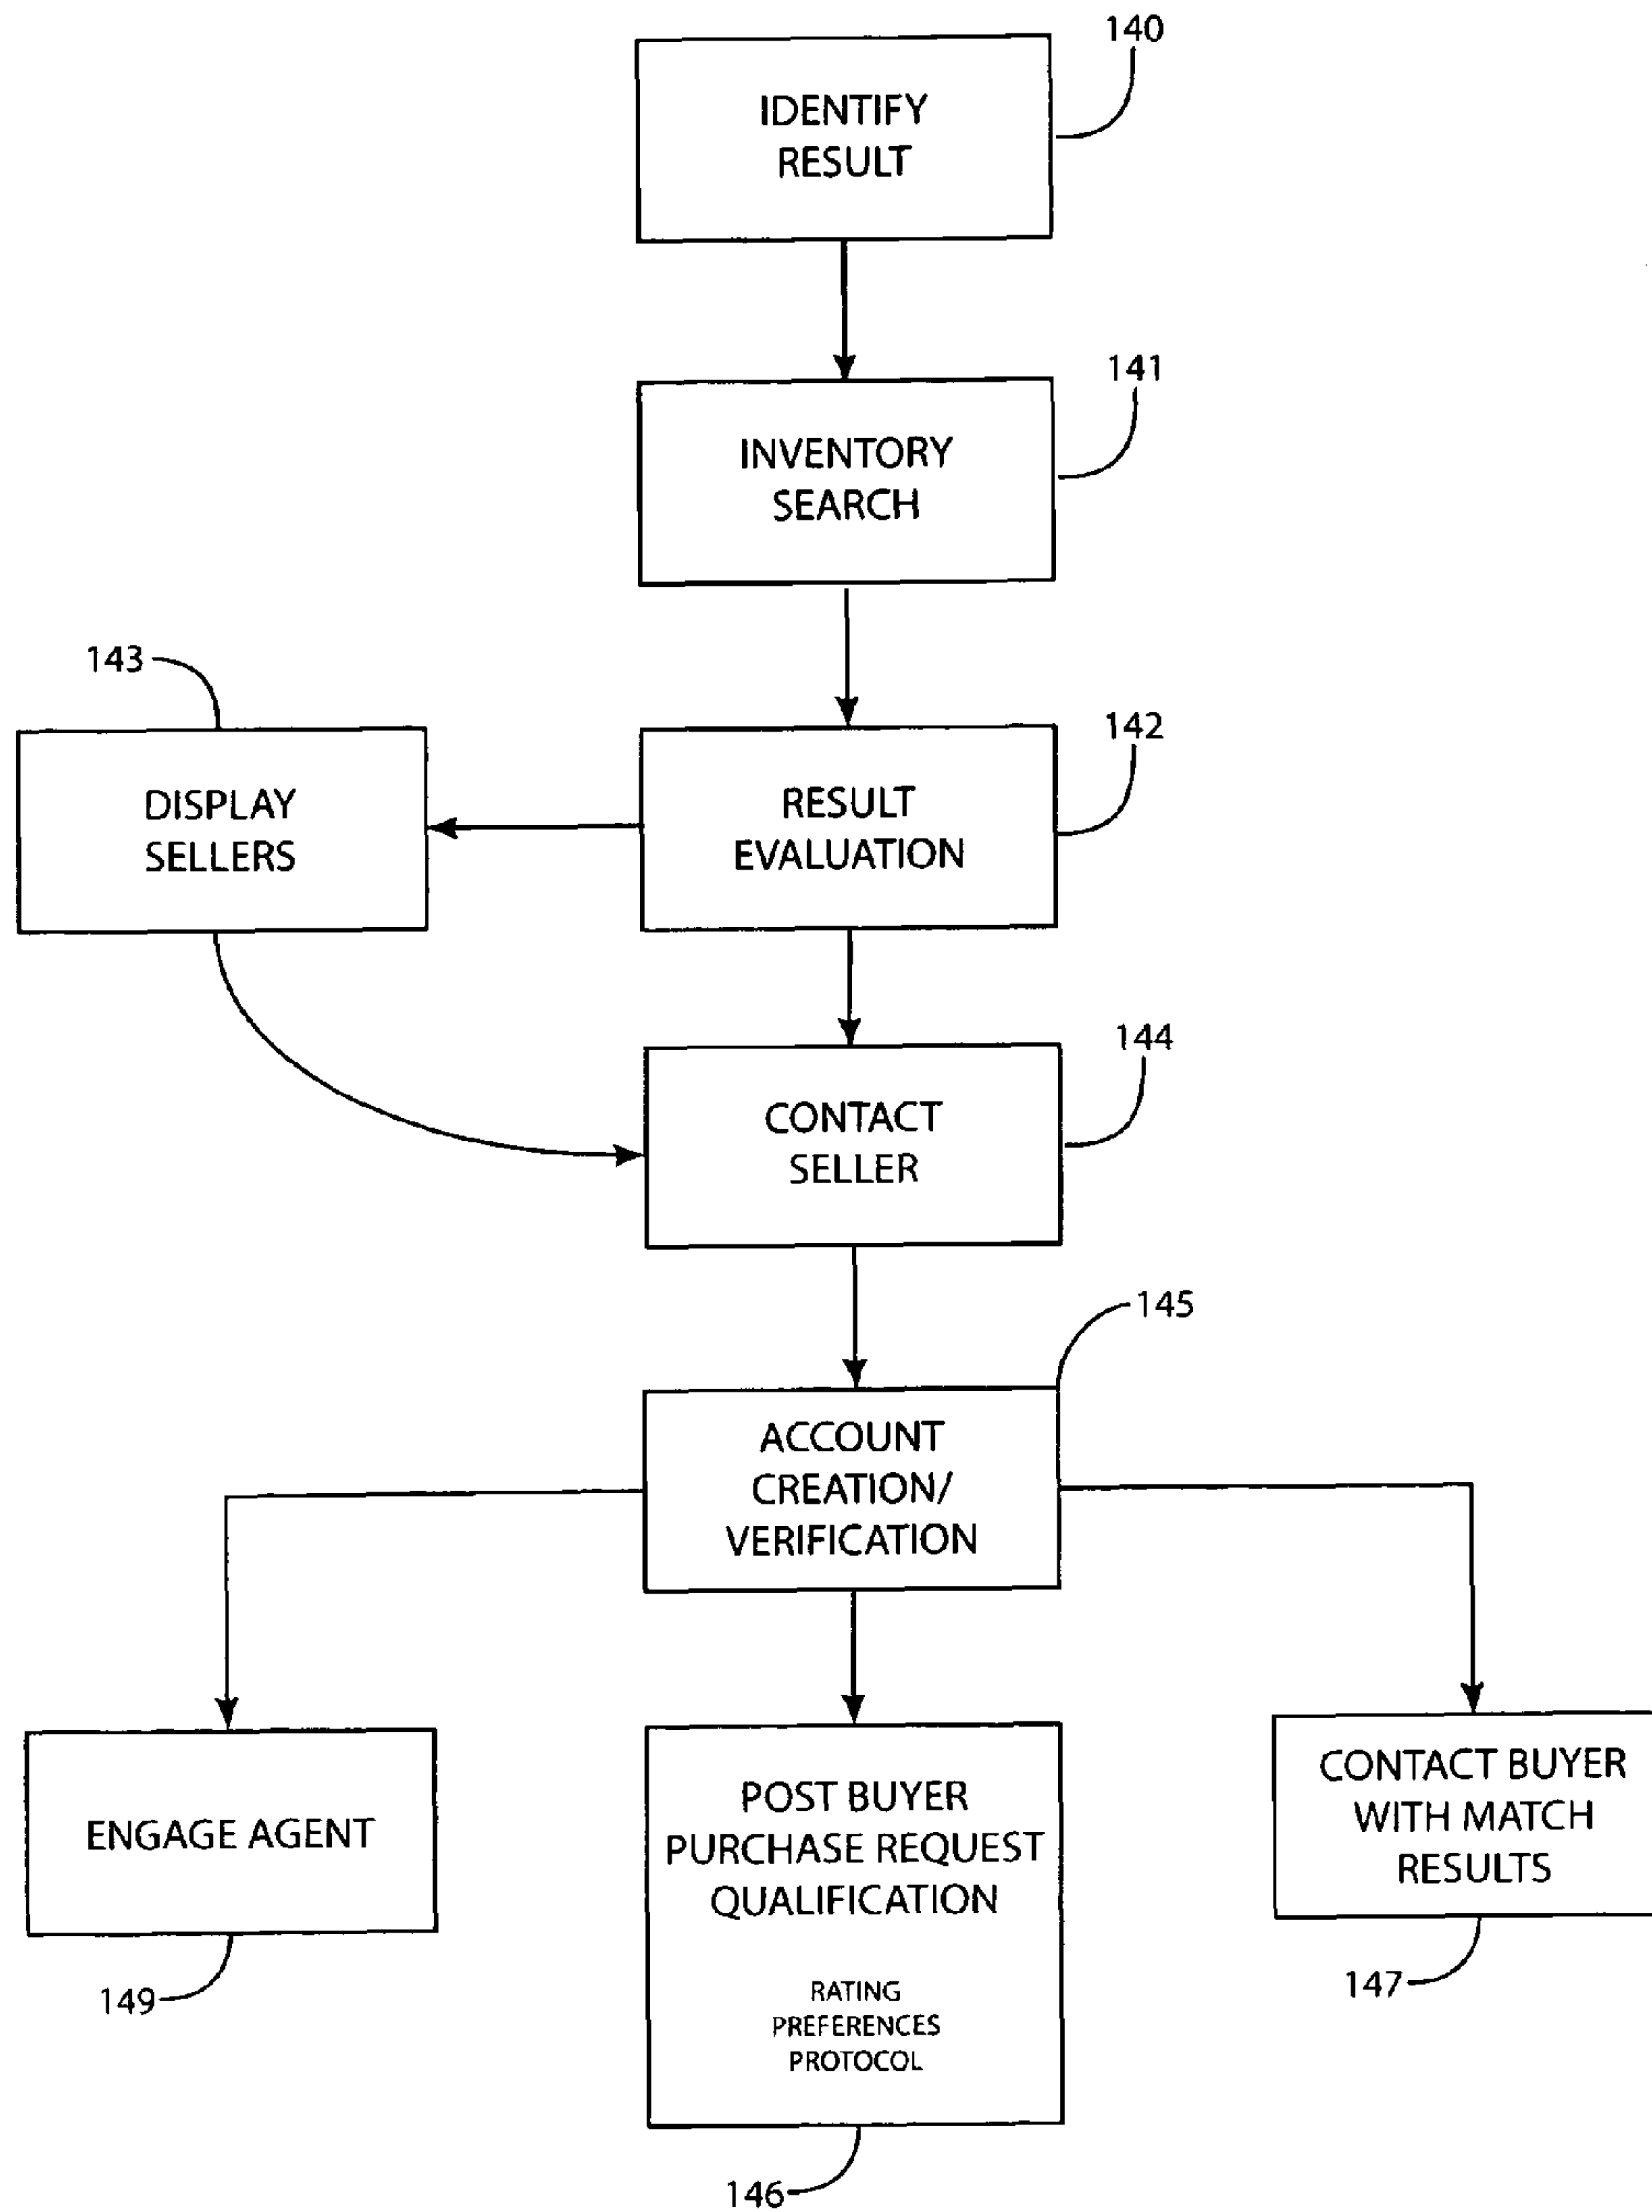 140
IDENTIFY
RESULT
141
INVENTORY
SEARCH
143
142
DISPLAY
SELLERS
RESULT
EVALUATION
144
CONTACT
SELLER
145
ACCOUNT
CREATION/
VERIFICATION
ENGAGE AGENT
149
POST BUYER
PURCHASE REQUEST
QUALIFICATION
RATING
PREFERENCES
PROTOCOL
146
CONTACT BUYER
WITH MATCH
RESULTS
147